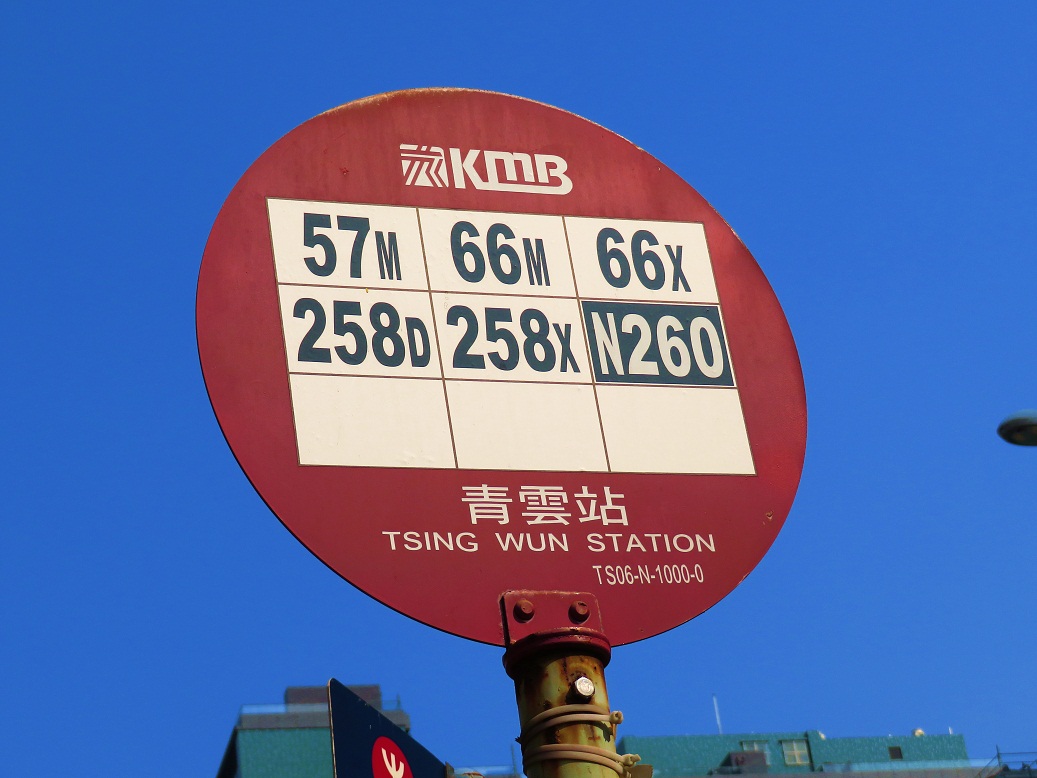 KMB
57M 66M 66X
258D 258X N260
青雲站
TSING WUN STATION
TS06-N-1000-0